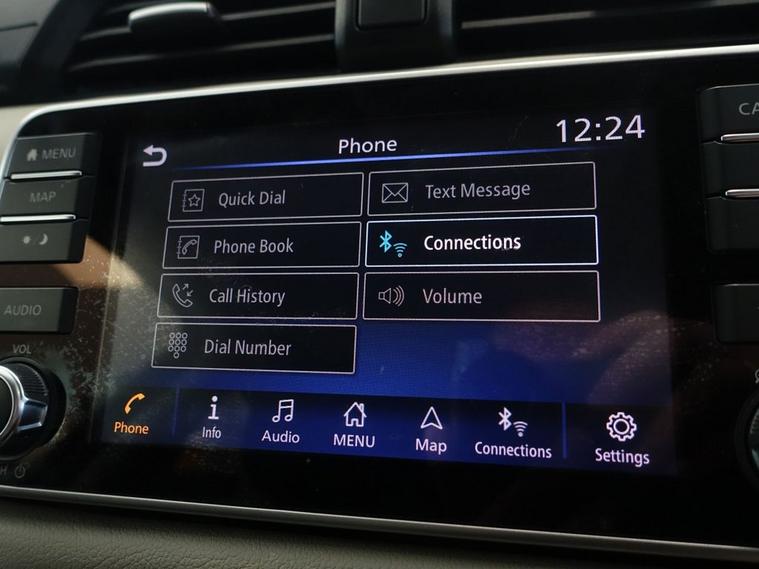 Phone
12:24
MENU
MAP
AUDIO
VOL
Quick Dial
Text Message
Phone Book
Connections
Call History
Volume
Dial Number
Phone
Info
Audio
MENU
Map
Connections
Settings